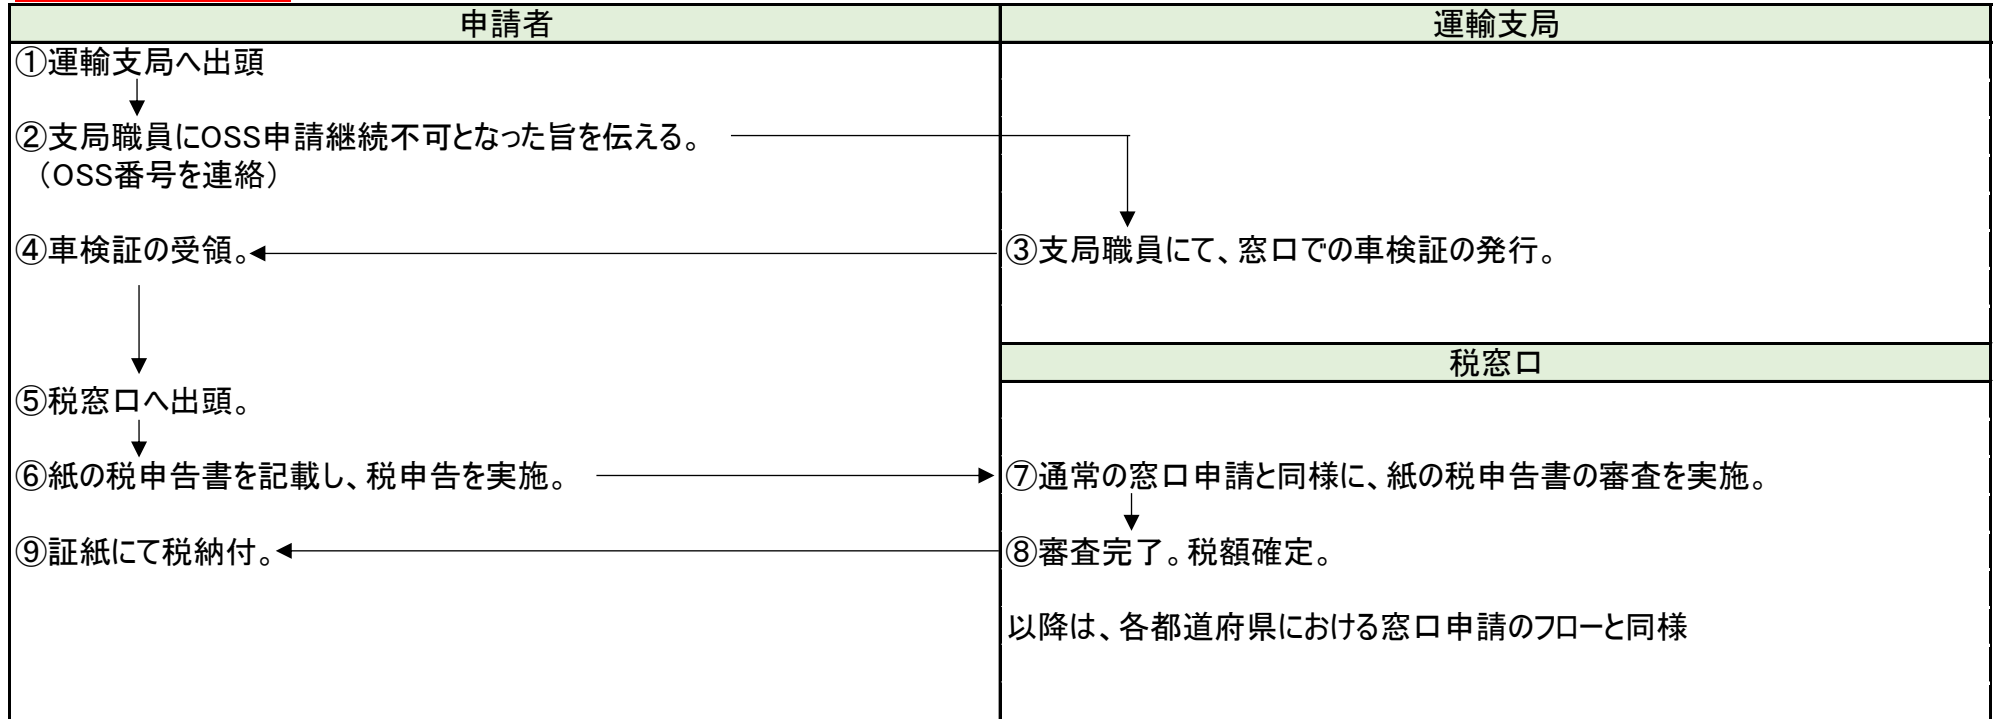 申請者
運輸支局
①運輸支局へ出頭
②支局職員にOSS申請継続不可となった旨を伝える。
（OSS番号を連絡）
③支局職員にて、窓口での車検証の発行。
④車検証の受領。
税窓口
⑤税窓口へ出頭。
⑥紙の税申告書を記載し、税申告を実施。
⑦通常の窓口申請と同様に、紙の税申告書の審査を実施。
⑧審査完了。税額確定。
⑨証紙にて税納付。
以降は、各都道府県における窓口申請のフローと同様